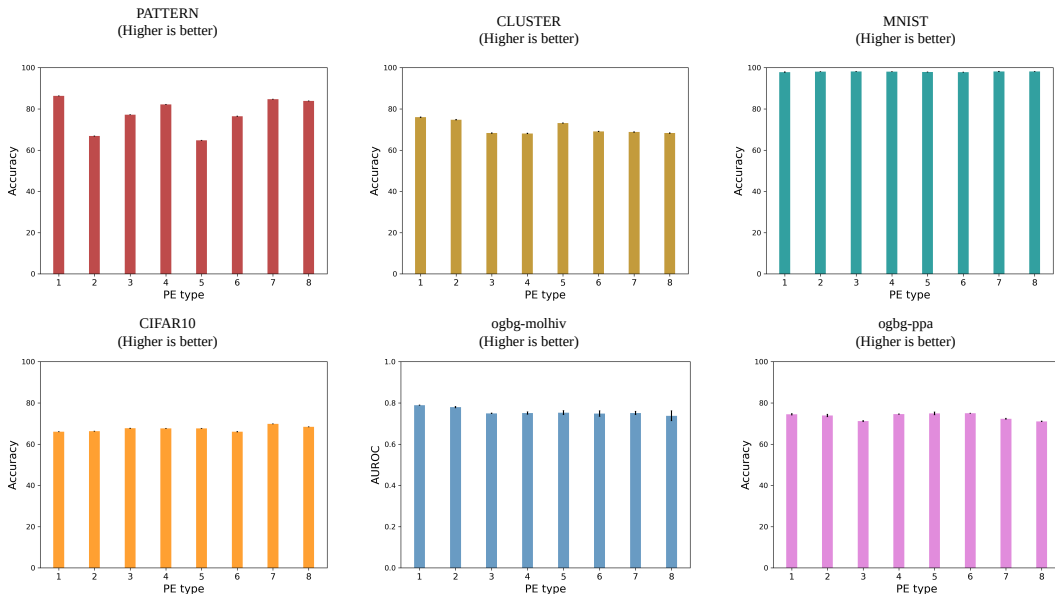 PATTERN
(Higher is better)
100
80
60
40
20
0
Accuracy
1 2 3 4 5 6 7 8
PE type
CLUSTER
(Higher is better)
100
80
60
40
20
0
Accuracy
1 2 3 4 5 6 7 8
PE type
MNIST
(Higher is better)
100
80
60
40
20
0
Accuracy
1 2 3 4 5 6 7 8
PE type
CIFAR10
(Higher is better)
100
80
60
40
20
0
Accuracy
1 2 3 4 5 6 7 8
PE type
ogbg-molhiv
(Higher is better)
1.0
0.8
0.6
0.4
0.2
0.0
AUROC
1 2 3 4 5 6 7 8
PE type
ogbg-ppa
(Higher is better)
100
80
60
40
20
0
Accuracy
1 2 3 4 5 6 7 8
PE type